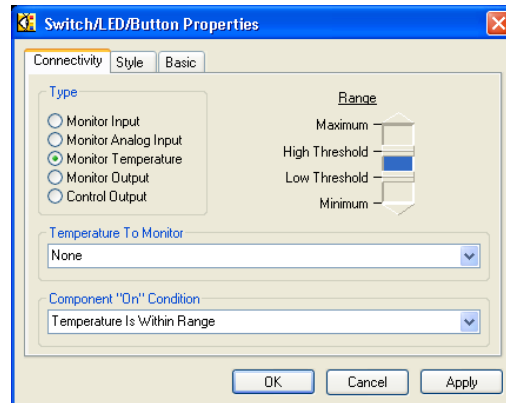 Switch/LED/Button Properties
Connectivity Style Basic
Type
Monitor Input
Monitor Analog Input
Monitor Temperature
Monitor Output
Control Output
Range
Maximum
High Threshold
Low Threshold
Minimum
Temperature To Monitor
None
Component "On" Condition
Temperature Is Within Range
OK Cancel Apply